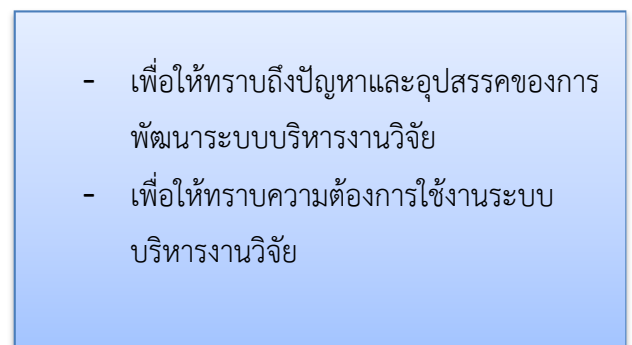 - เพื่อให้ทราบถึงปัญหาและอุปสรรคของการ
พัฒนาระบบบริหารงานวิจัย
- เพื่อให้ทราบความต้องการใช้งานระบบ
บริหารงานวิจัย